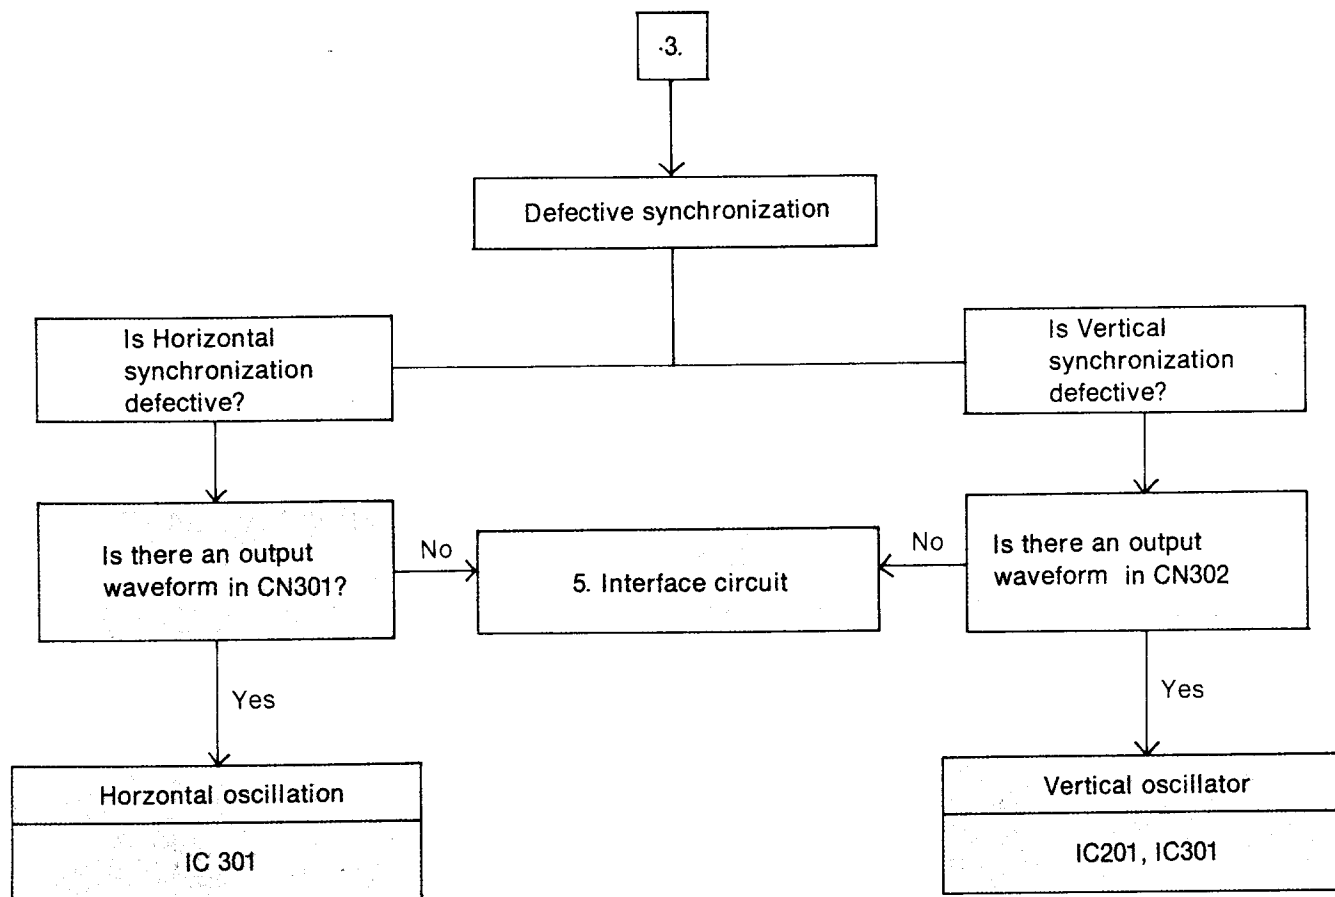 ·3.
Defective synchronization
Is Horizontal
synchronization
defective?
Is Vertical
synchronization
defective?
Is there an output
waveform in CN301?
No
5. Interface circuit
No
Is there an output
waveform in CN302
Yes
Yes
Horzontal oscillation
IC 301
Vertical oscillator
IC201, IC301